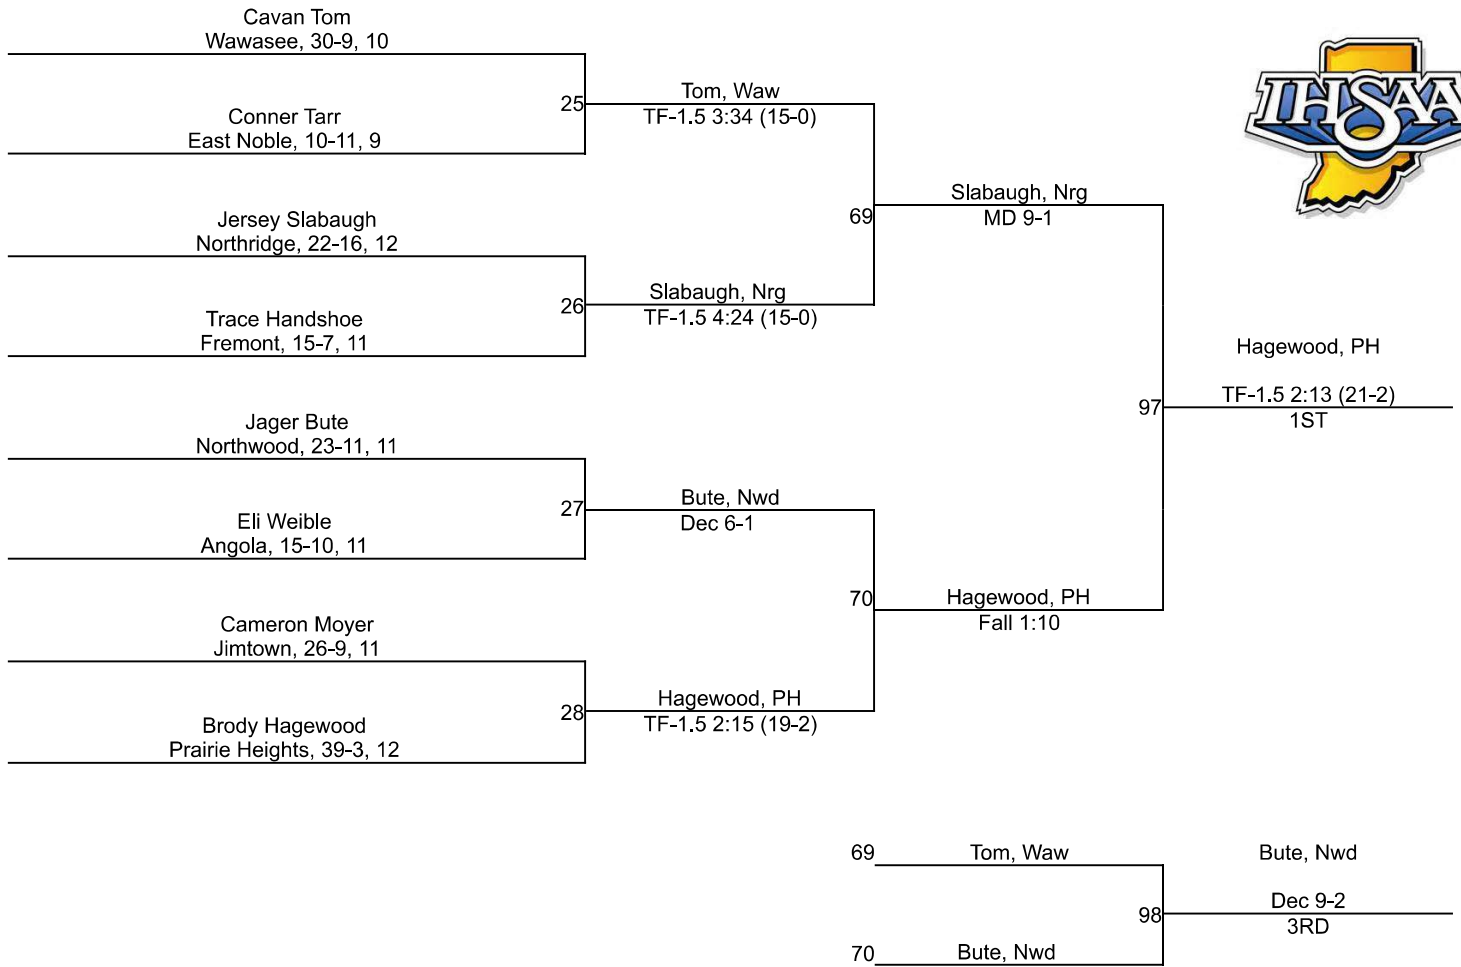 Cavan Tom
Wawasee, 30-9, 10
25
Conner Tarr
East Noble, 10-11, 9
Tom, Waw
TF-1.5 3:34 (15-0)
IHSAA
69
Slabaugh, Nrg
MD 9-1
Jersey Slabaugh
Northridge, 22-16, 12
26
Trace Handshoe
Fremont, 15-7, 11
Slabaugh, Nrg
TF-1.5 4:24 (15-0)
97
Hagewood, PH
TF-1.5 2:13 (21-2)
1ST
Jager Bute
Northwood, 23-11, 11
27
Eli Weible
Angola, 15-10, 11
Bute, Nwd
Dec 6-1
70
Hagewood, PH
Fall 1:10
Cameron Moyer
Jimtown, 26-9, 11
28
Brody Hagewood
Prairie Heights, 39-3, 12
Hagewood, PH
TF-1.5 2:15 (19-2)
69
Tom, Waw
98
70
Bute, Nwd
Bute, Nwd
Dec 9-2
3RD